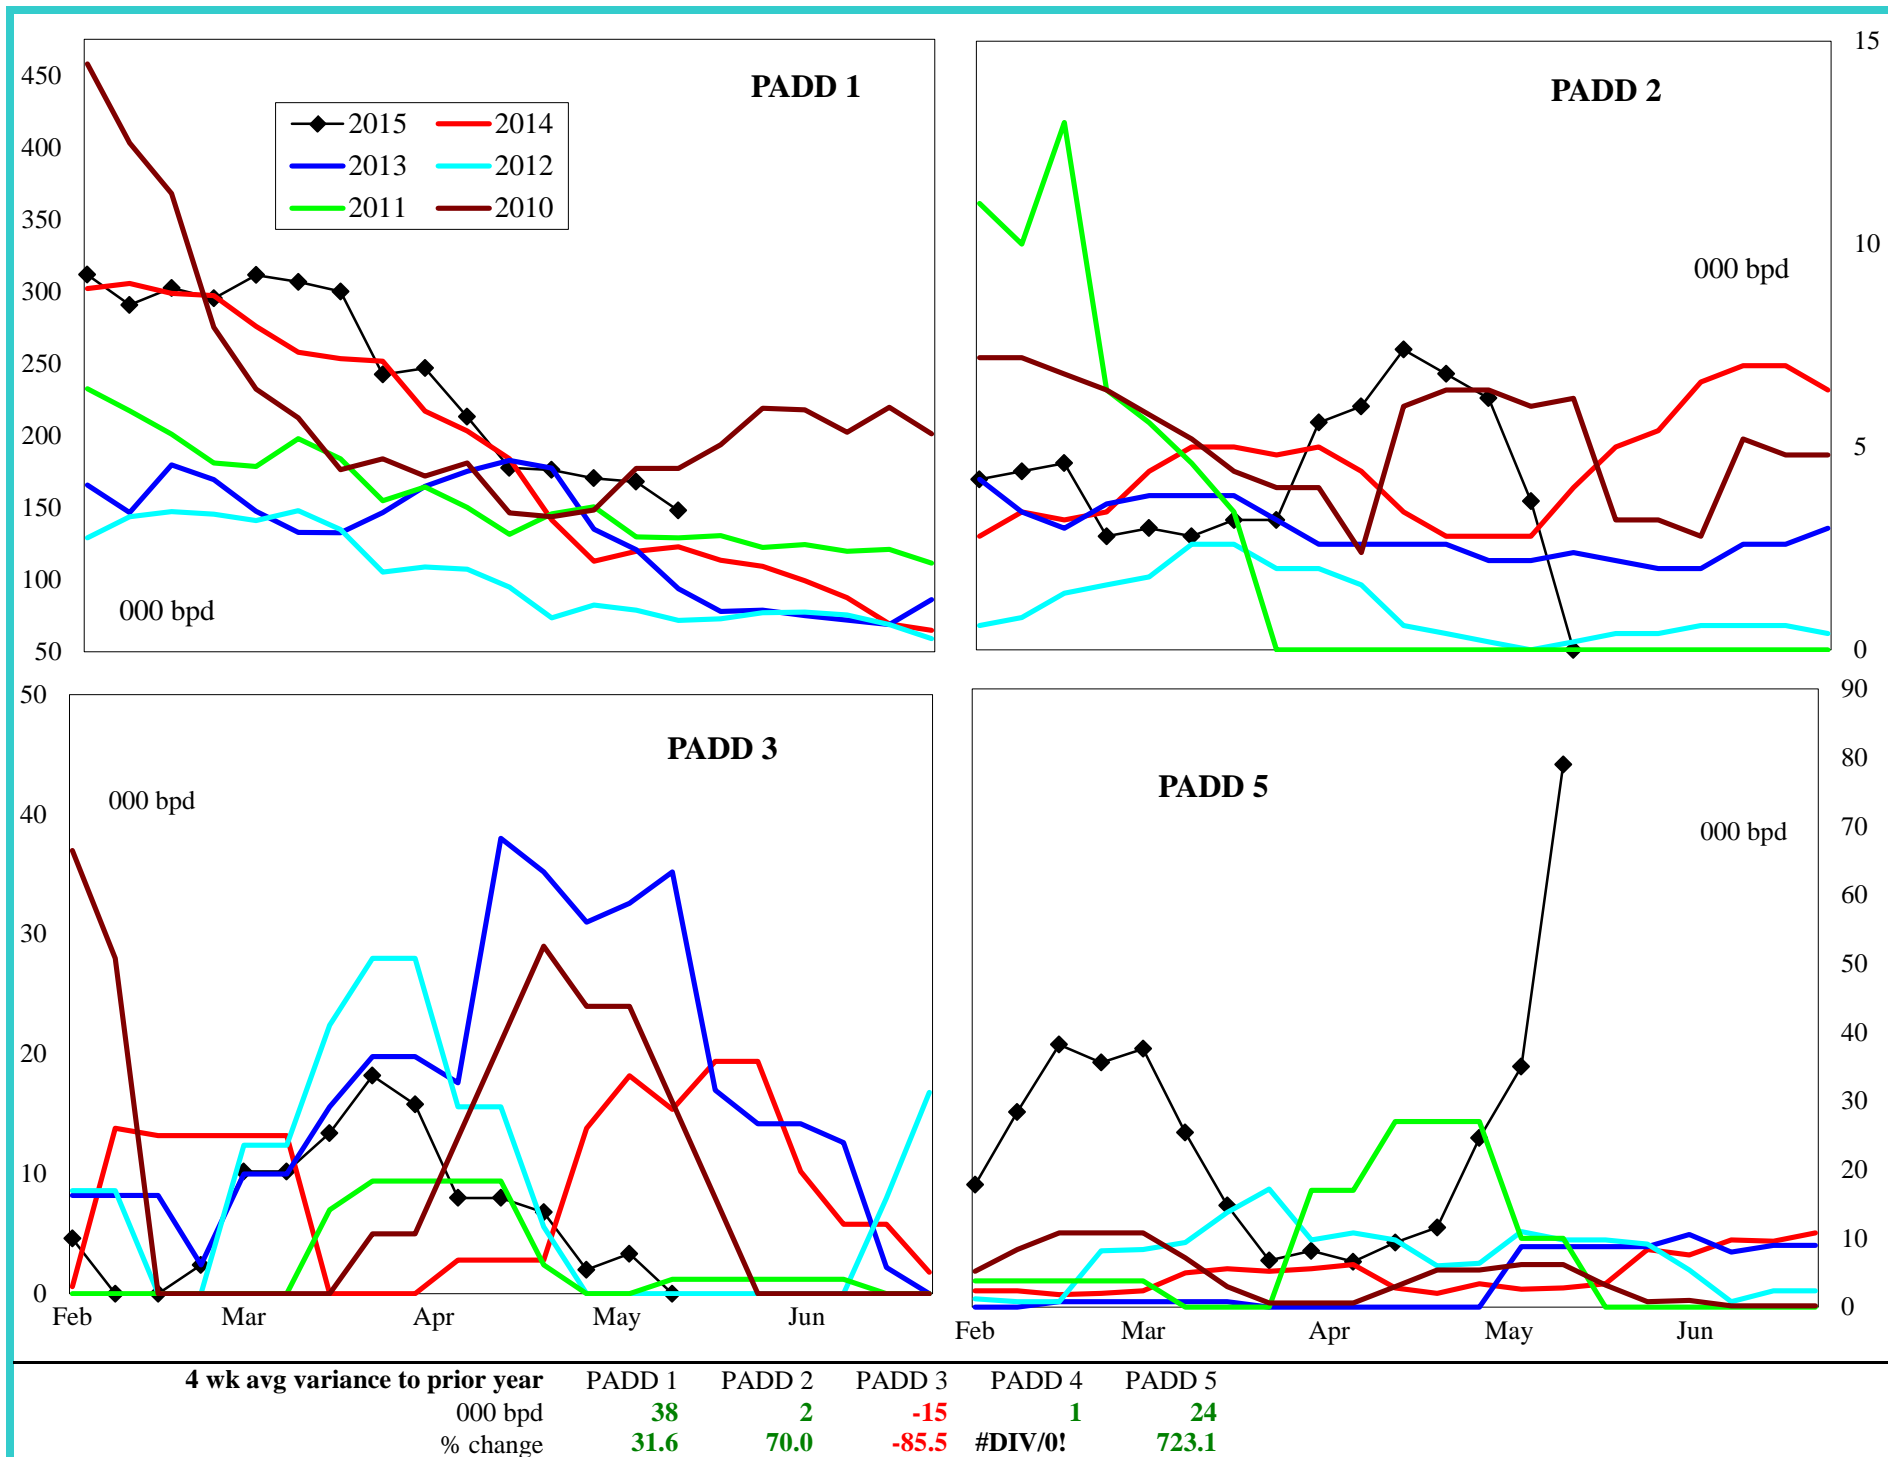 PADD 1
450
400
350
300
250
200
150
100
50
2015 2014
2013 2012
2011 2010
000 bpd
PADD 2
15
10
5
0
000 bpd
PADD 3
50
40
30
20
10
0
000 bpd
Feb Mar Apr May Jun
PADD 5
90
80
70
60
50
40
30
20
10
0
000 bpd
Feb Mar Apr May Jun
4 wk avg variance to prior year PADD 1 PADD 2 PADD 3 PADD 4 PADD 5
000 bpd 38 2 -15 1 24
% change 31.6 70.0 -85.5 #DIV/0! 723.1